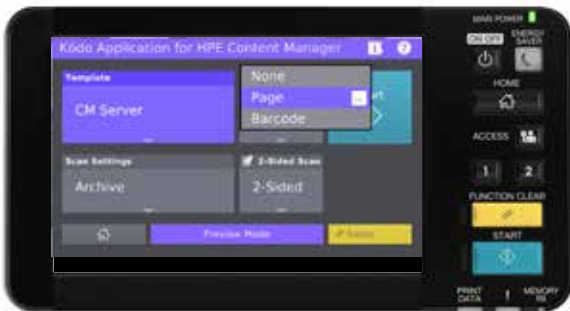 MAIN POWER
ON/OFF ENERGY SAVER
Kōdo Application for HPE Content Manager
Template
CM Server
None
Page
Barcode
HOME
ACCESS
1 2
Scan Settings
Archive
2-Sided Scan
2-Sided
FUNCTION CLEAR
START
Preview Mode
Reset
PRINT DATA ! MEMORY RX